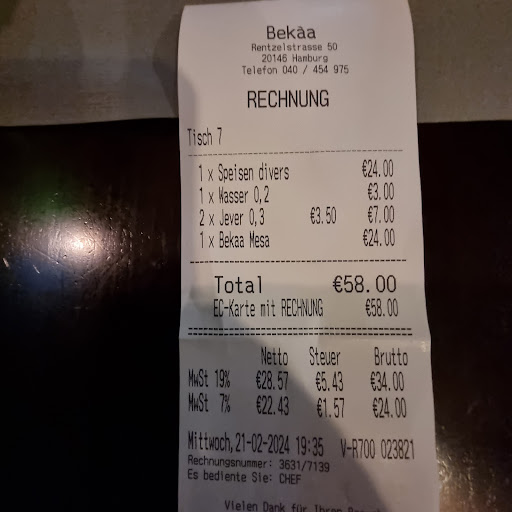 Bekàa
Rentzelstrasse 50
20146 Hamburg
Telefon 040 / 454 975
RECHNUNG
Tisch 7
1 x Speisen divers €24.00
1 x Wasser 0,2 €3.00
2 x Jever 0,3 €3.50 €7.00
1 x Bekaa Mesa €24.00
Total €58.00
EC-Karte mit RECHNUNG €58.00
Netto Steuer Brutto
MwSt 19% €28.57 €5.43 €34.00
MwSt 7% €22.43 €1.57 €24.00
Mittwoch,21-02-2024 19:35 V-R700 023821
Rechnungsnummer: 3631/7139
Es bediente Sie: CHEF
Vielen Dank für Ihren